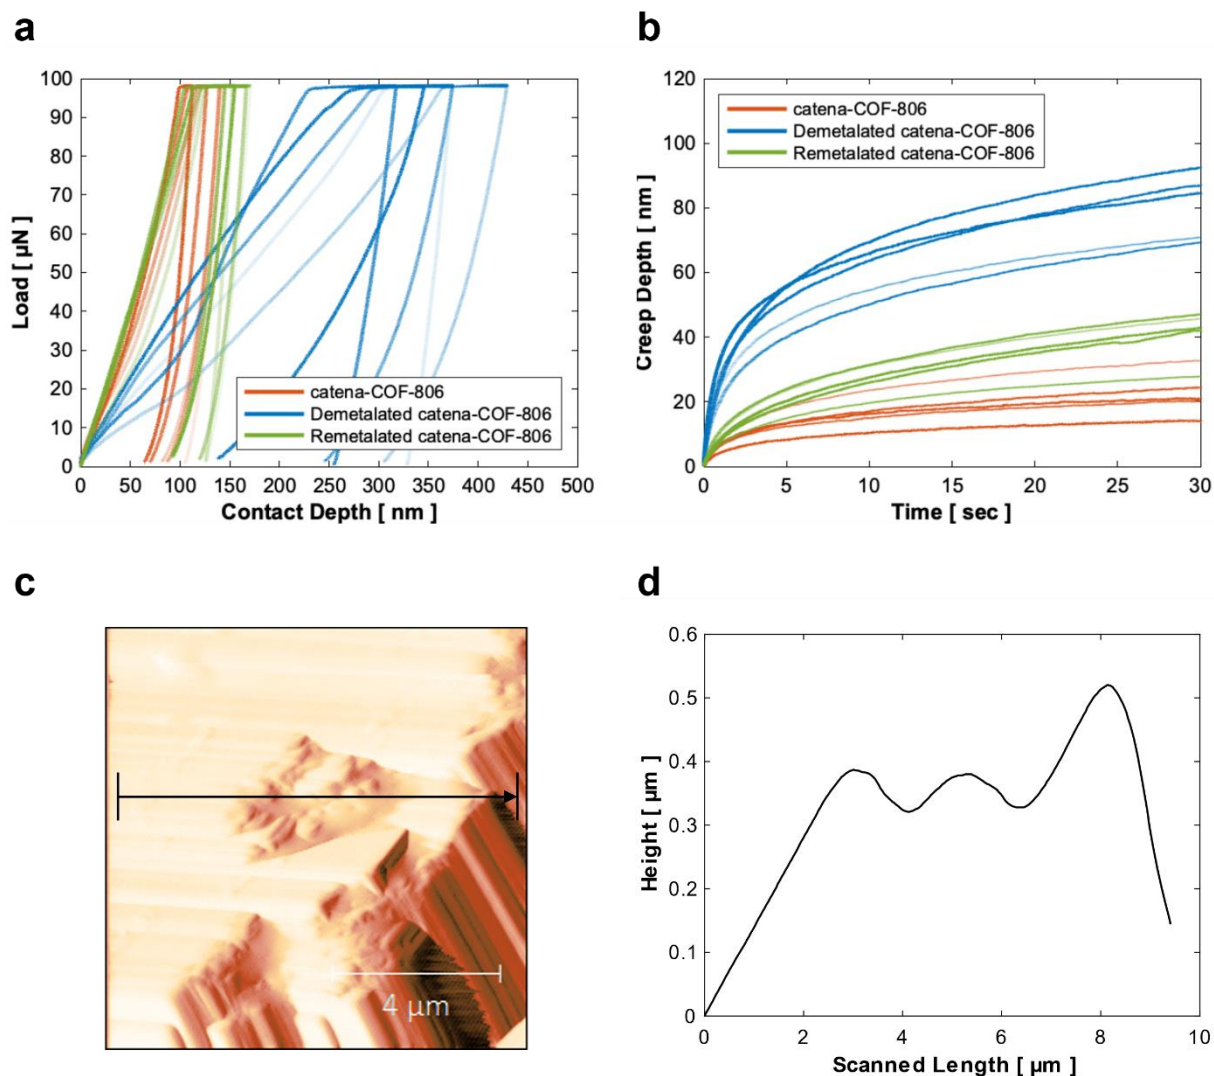 a
100
90
80
70
60
50
40
30
20
10
0
Load [ µN ]
catena-COF-806
Demetalated catena-COF-806
Remetalated catena-COF-806
0 50 100 150 200 250 300 350 400 450 500
Contact Depth [ nm ]
b
120
100
80
60
40
20
0
Creep Depth [ nm ]
catena-COF-806
Demetalated catena-COF-806
Remetalated catena-COF-806
0 5 10 15 20 25 30
Time [ sec ]
c
4 µm
d
0.6
0.5
0.4
0.3
0.2
0.1
0
Height [ µm ]
0 2 4 6 8 10
Scanned Length [ µm ]